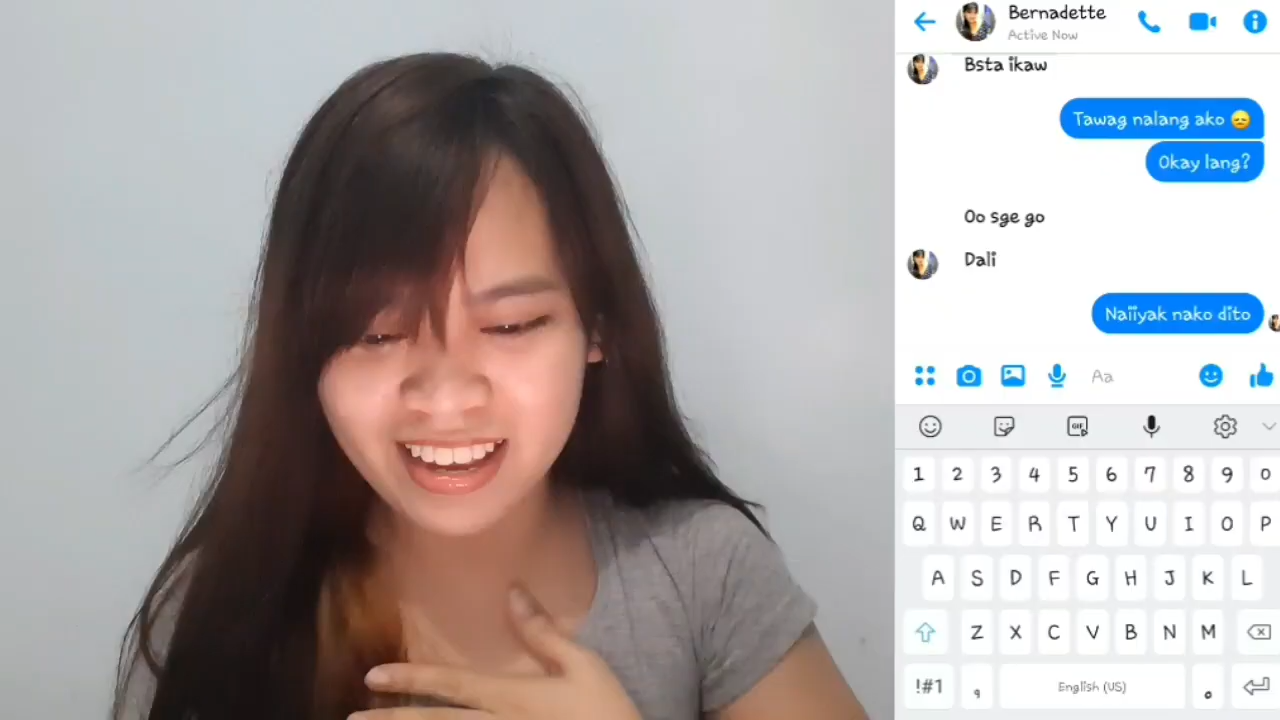 Bernadette
Active Now
Bsta ikaw
Tawag nalang ako 😞
Okay lang?
Oo sge go
Dali
Naiiyak nako dito
Aa
GIF
1 2 3 4 5 6 7 8 9 0
Q W E R T Y U I O P
A S D F G H J K L
Z X C V B N M
!#1 , English (US) .